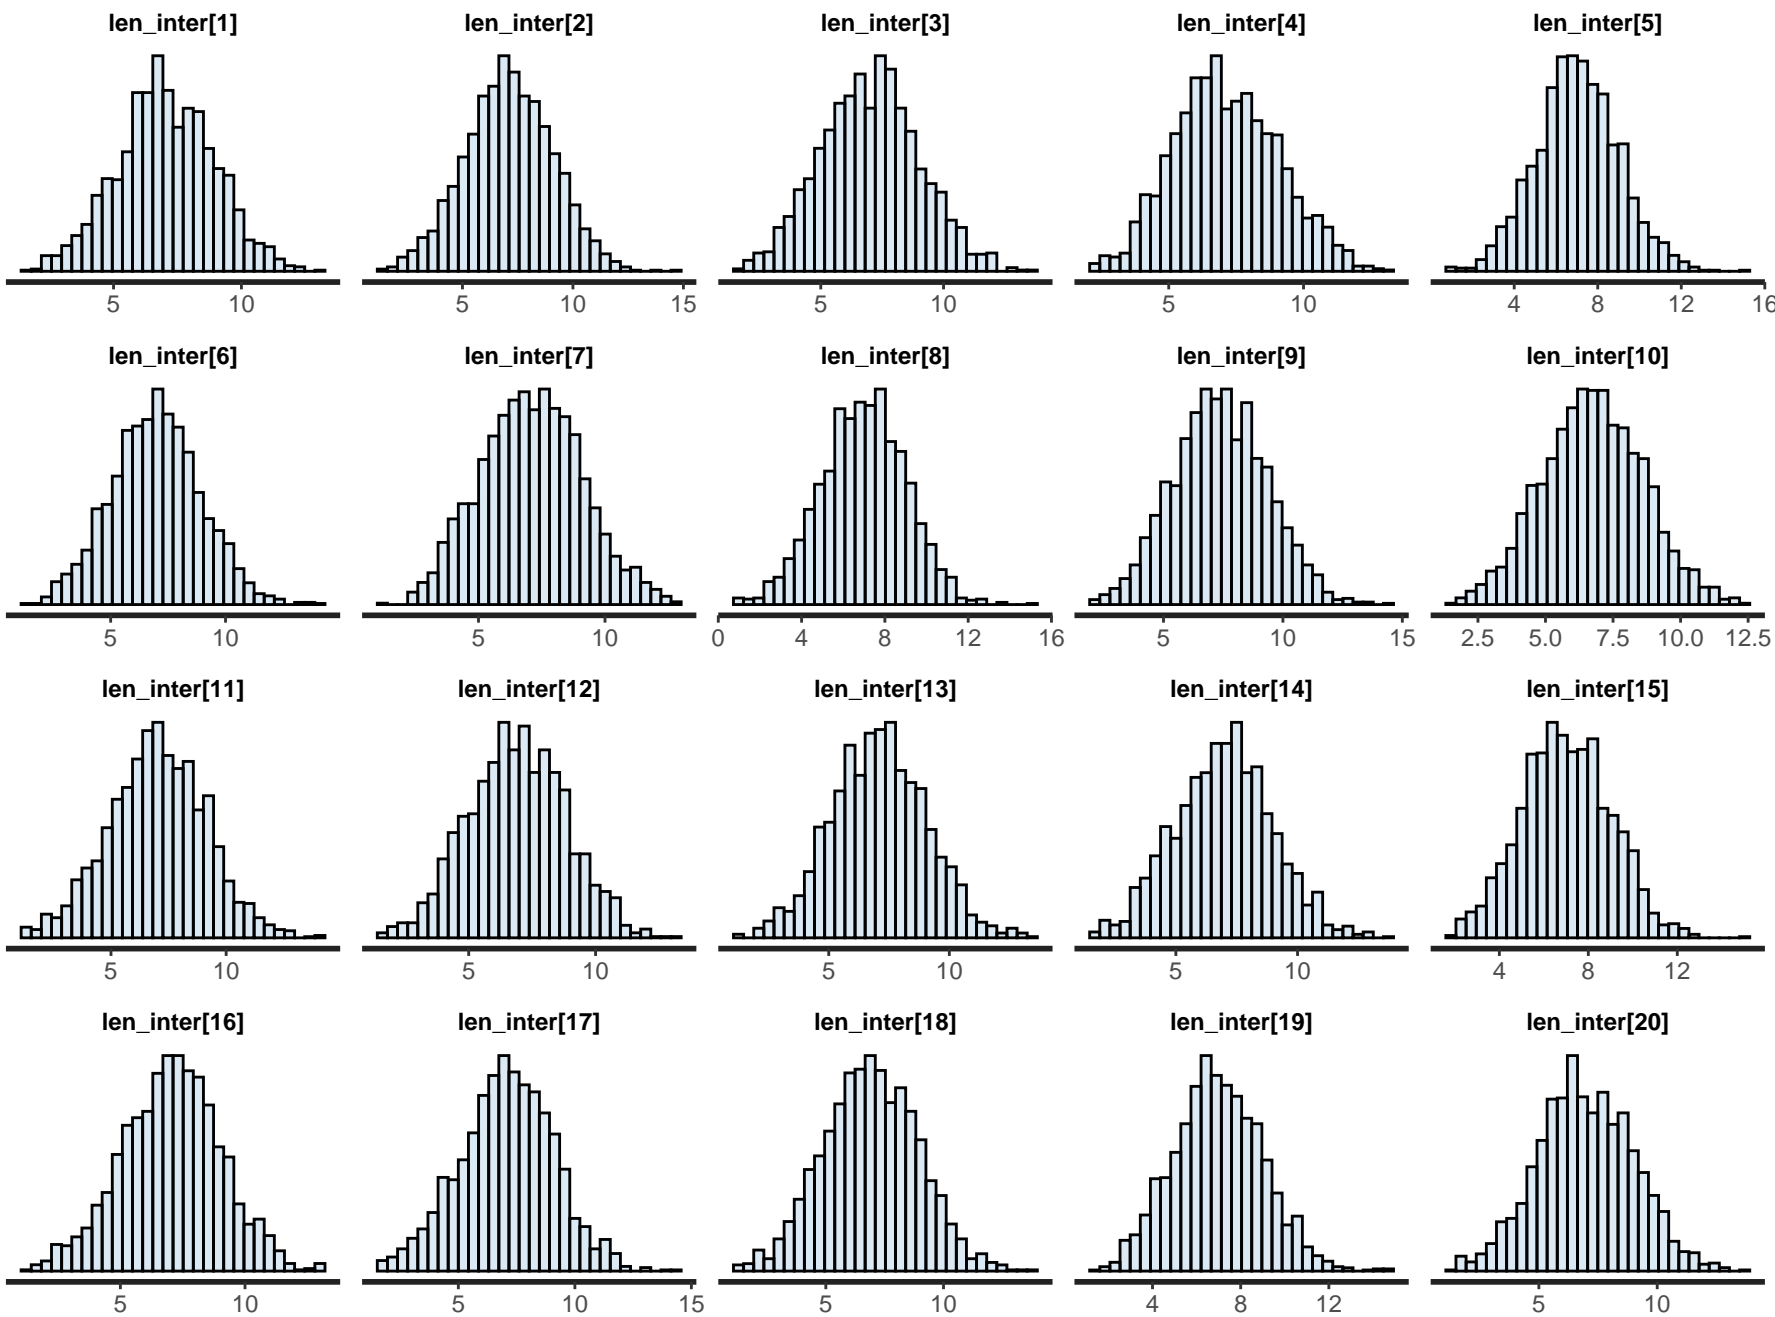 len_inter[1] len_inter[2] len_inter[3] len_inter[4] len_inter[5]
5 10 5 10 15 5 10 5 10 4 8 12 16
len_inter[6] len_inter[7] len_inter[8] len_inter[9] len_inter[10]
5 10 5 10 0 4 8 12 16 5 10 15 2.5 5.0 7.5 10.0 12.5
len_inter[11] len_inter[12] len_inter[13] len_inter[14] len_inter[15]
5 10 5 10 5 10 5 10 4 8 12
len_inter[16] len_inter[17] len_inter[18] len_inter[19] len_inter[20]
5 10 5 10 15 5 10 4 8 12 5 10